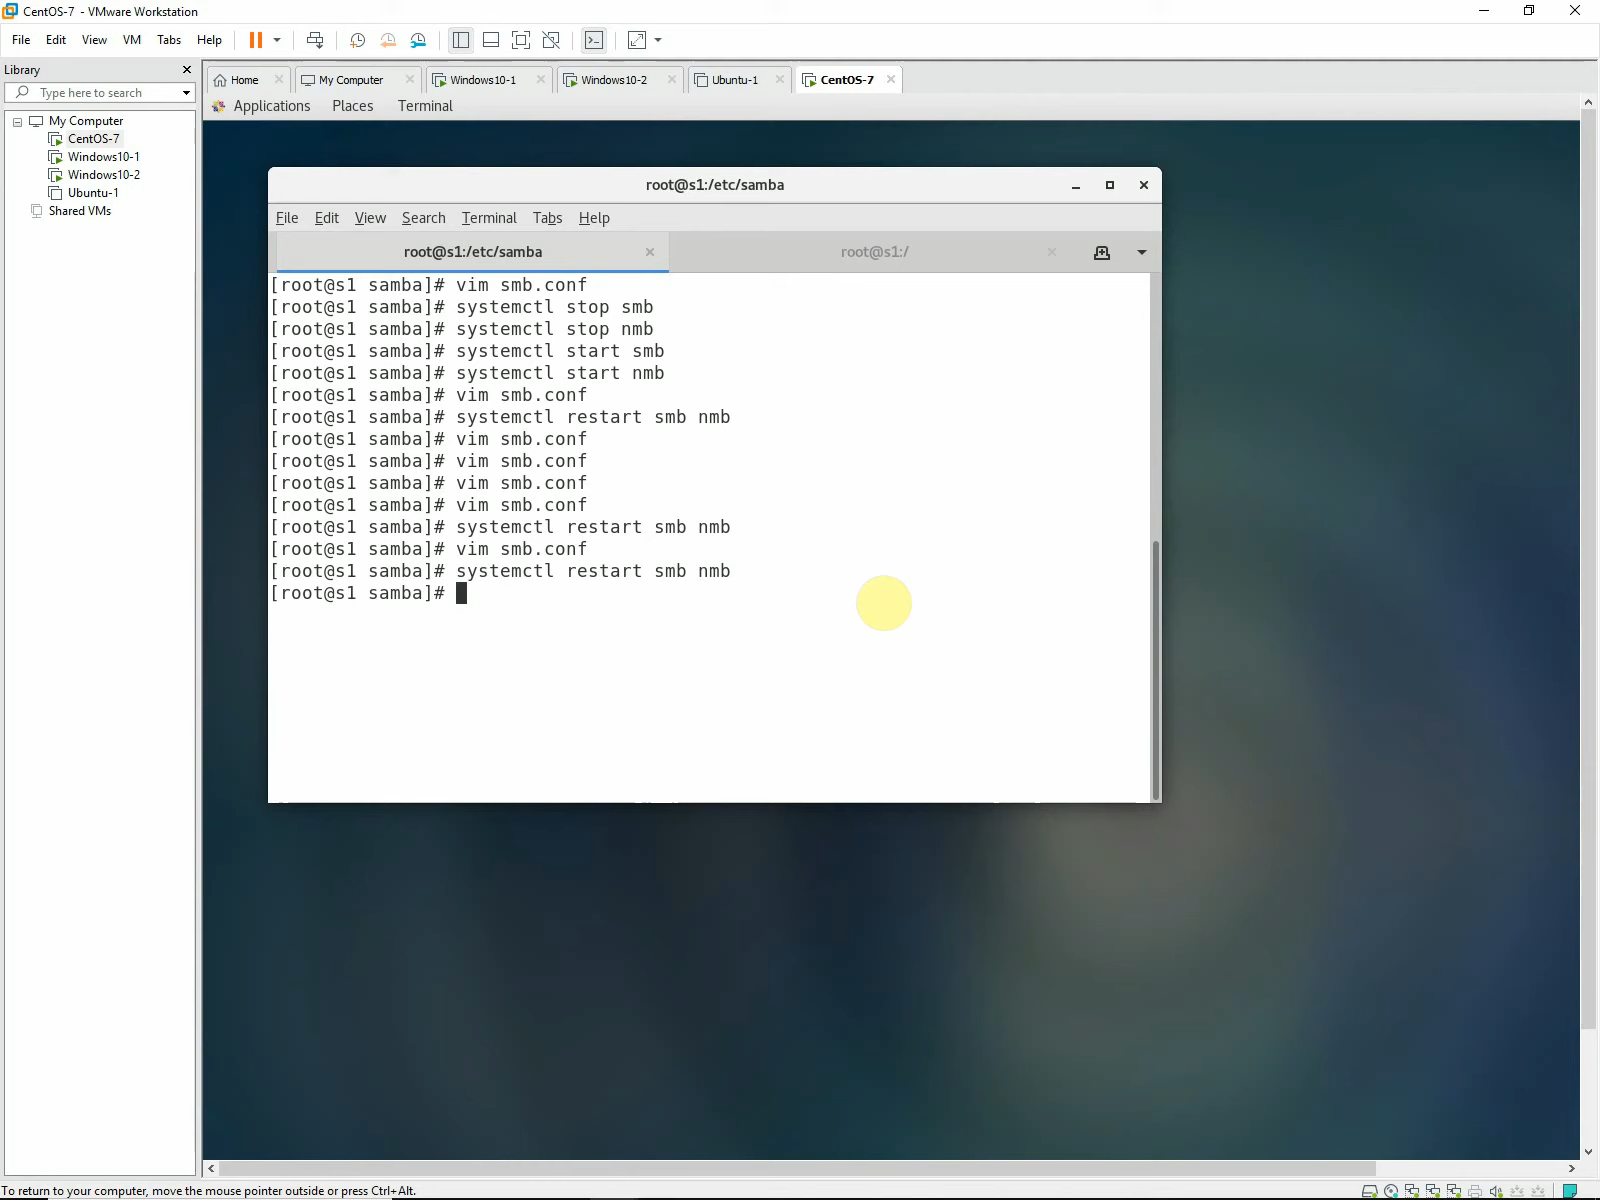 CentOS-7 - VMware Workstation
File Edit View VM Tabs Help
Library
Type here to search
My Computer
CentOS-7
Windows10-1
Windows10-2
Ubuntu-1
Shared VMs
Home My Computer Windows10-1 Windows10-2 Ubuntu-1 CentOS-7
Applications Places Terminal
root@s1:/etc/samba
File Edit View Search Terminal Tabs Help
root@s1:/etc/samba root@s1:/
[root@s1 samba]# vim smb.conf
[root@s1 samba]# systemctl stop smb
[root@s1 samba]# systemctl stop nmb
[root@s1 samba]# systemctl start smb
[root@s1 samba]# systemctl start nmb
[root@s1 samba]# vim smb.conf
[root@s1 samba]# systemctl restart smb nmb
[root@s1 samba]# vim smb.conf
[root@s1 samba]# vim smb.conf
[root@s1 samba]# vim smb.conf
[root@s1 samba]# vim smb.conf
[root@s1 samba]# systemctl restart smb nmb
[root@s1 samba]# vim smb.conf
[root@s1 samba]# systemctl restart smb nmb
[root@s1 samba]#
To return to your computer, move the mouse pointer outside or press Ctrl+Alt.